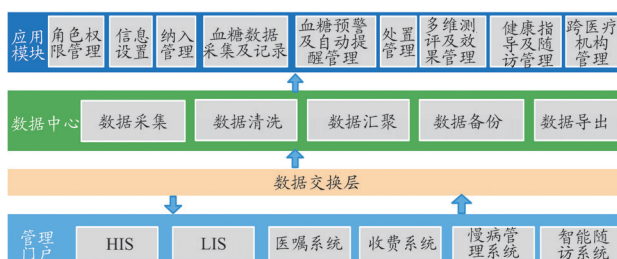 应用
模块
角色权
限管理
信息
设置
纳入
管理
血糖数据
采集及记录
血糖预警
及自动提
醒管理
处置
管理
多维测
评及效
果管理
健康指
导及随
访管理
跨医疗
机构
管理
数据中心
数据采集
数据清洗
数据汇聚
数据备份
数据导出
数据交换层
管理
门户
HIS
LIS
医嘱系统
收费系统
慢病管
理系统
智能随
访系统